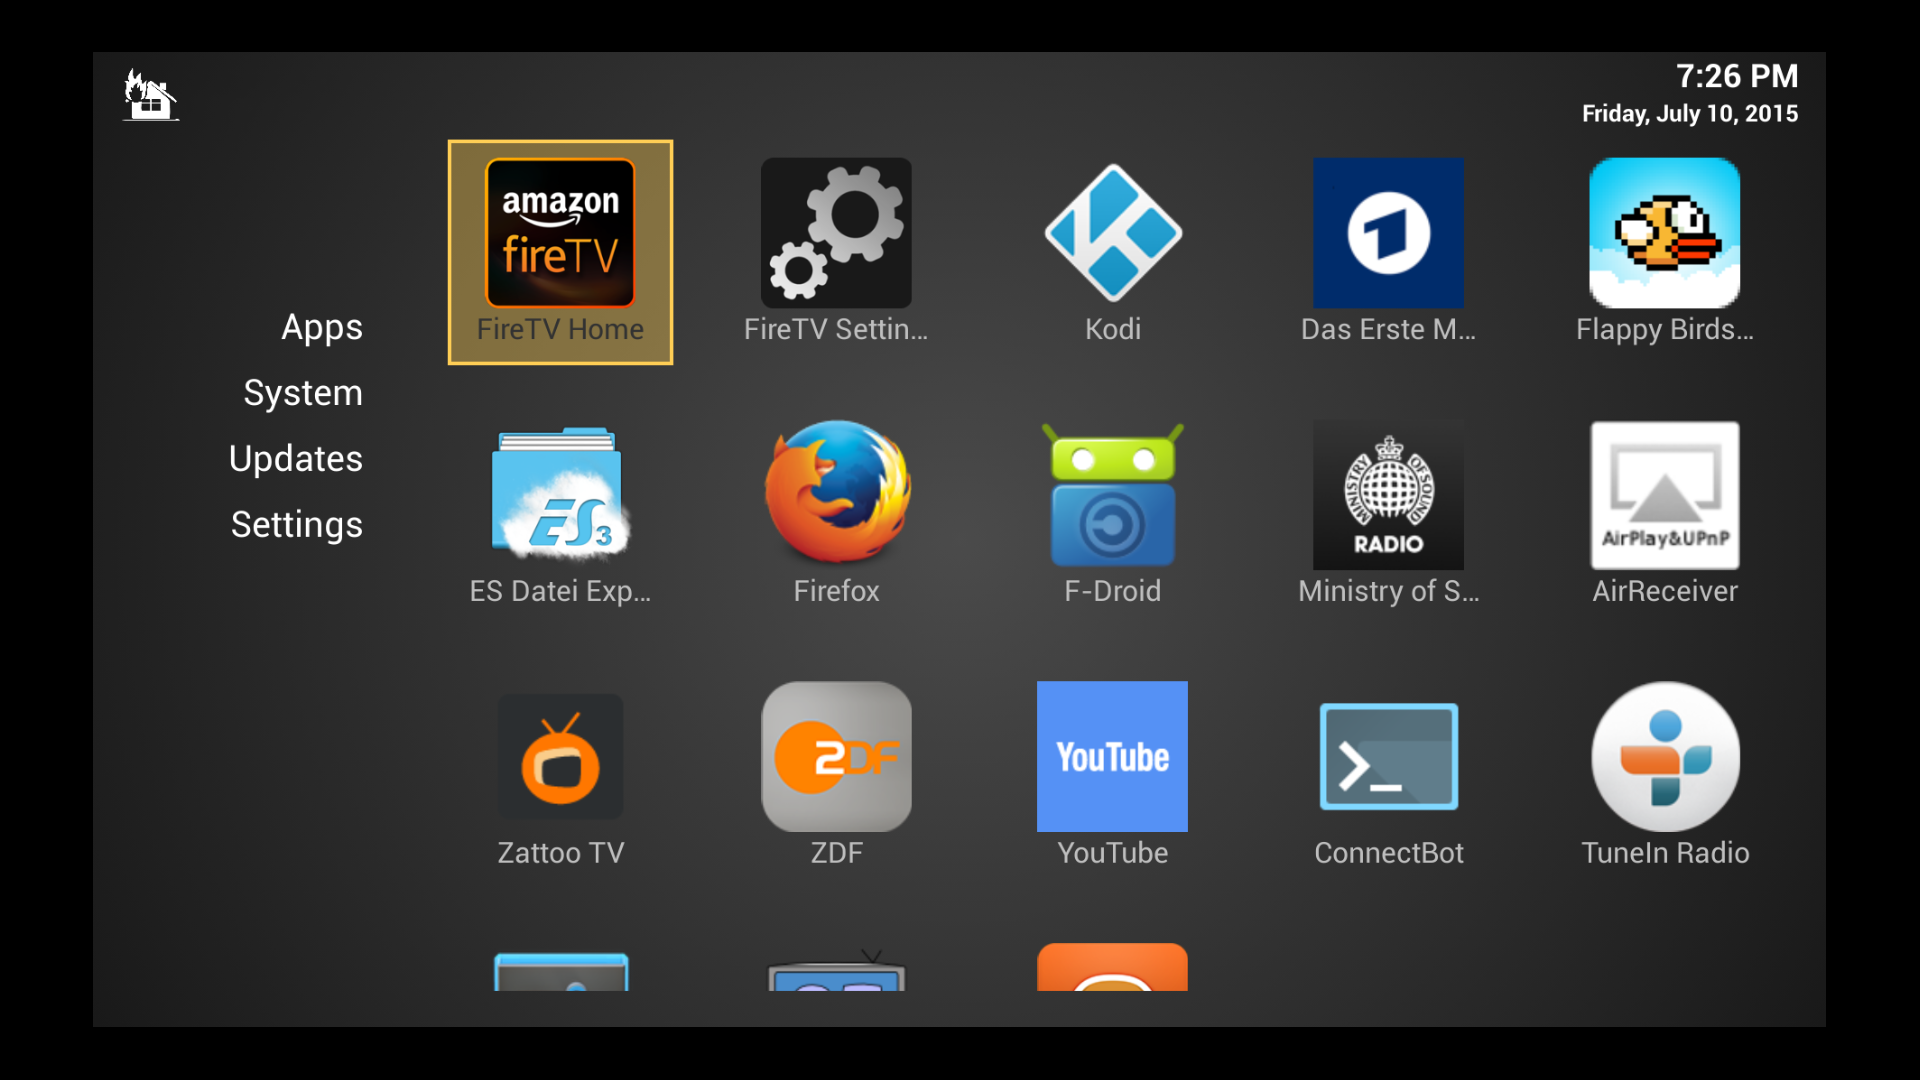 7:26 PM
Friday, July 10, 2015
Apps
System
Updates
Settings
amazon
fireTV
FireTV Home
FireTV Settin...
Kodi
Das Erste M...
Flappy Birds...
ES3
ES Datei Exp...
Firefox
F-Droid
MINISTRY OF SOUND
RADIO
Ministry of S...
AirPlay&UPnP
AirReceiver
Zattoo TV
ZDF
ZDF
YouTube
YouTube
ConnectBot
TuneIn Radio